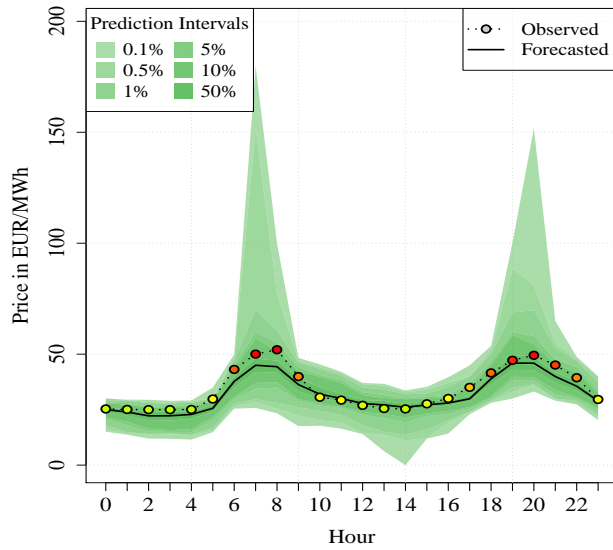 Prediction Intervals
0.1% 5%
0.5% 10%
1% 50%
Observed
Forecasted
200
150
100
50
0
Price in EUR/MWh
0 2 4 6 8 10 12 14 16 18 20 22
Hour